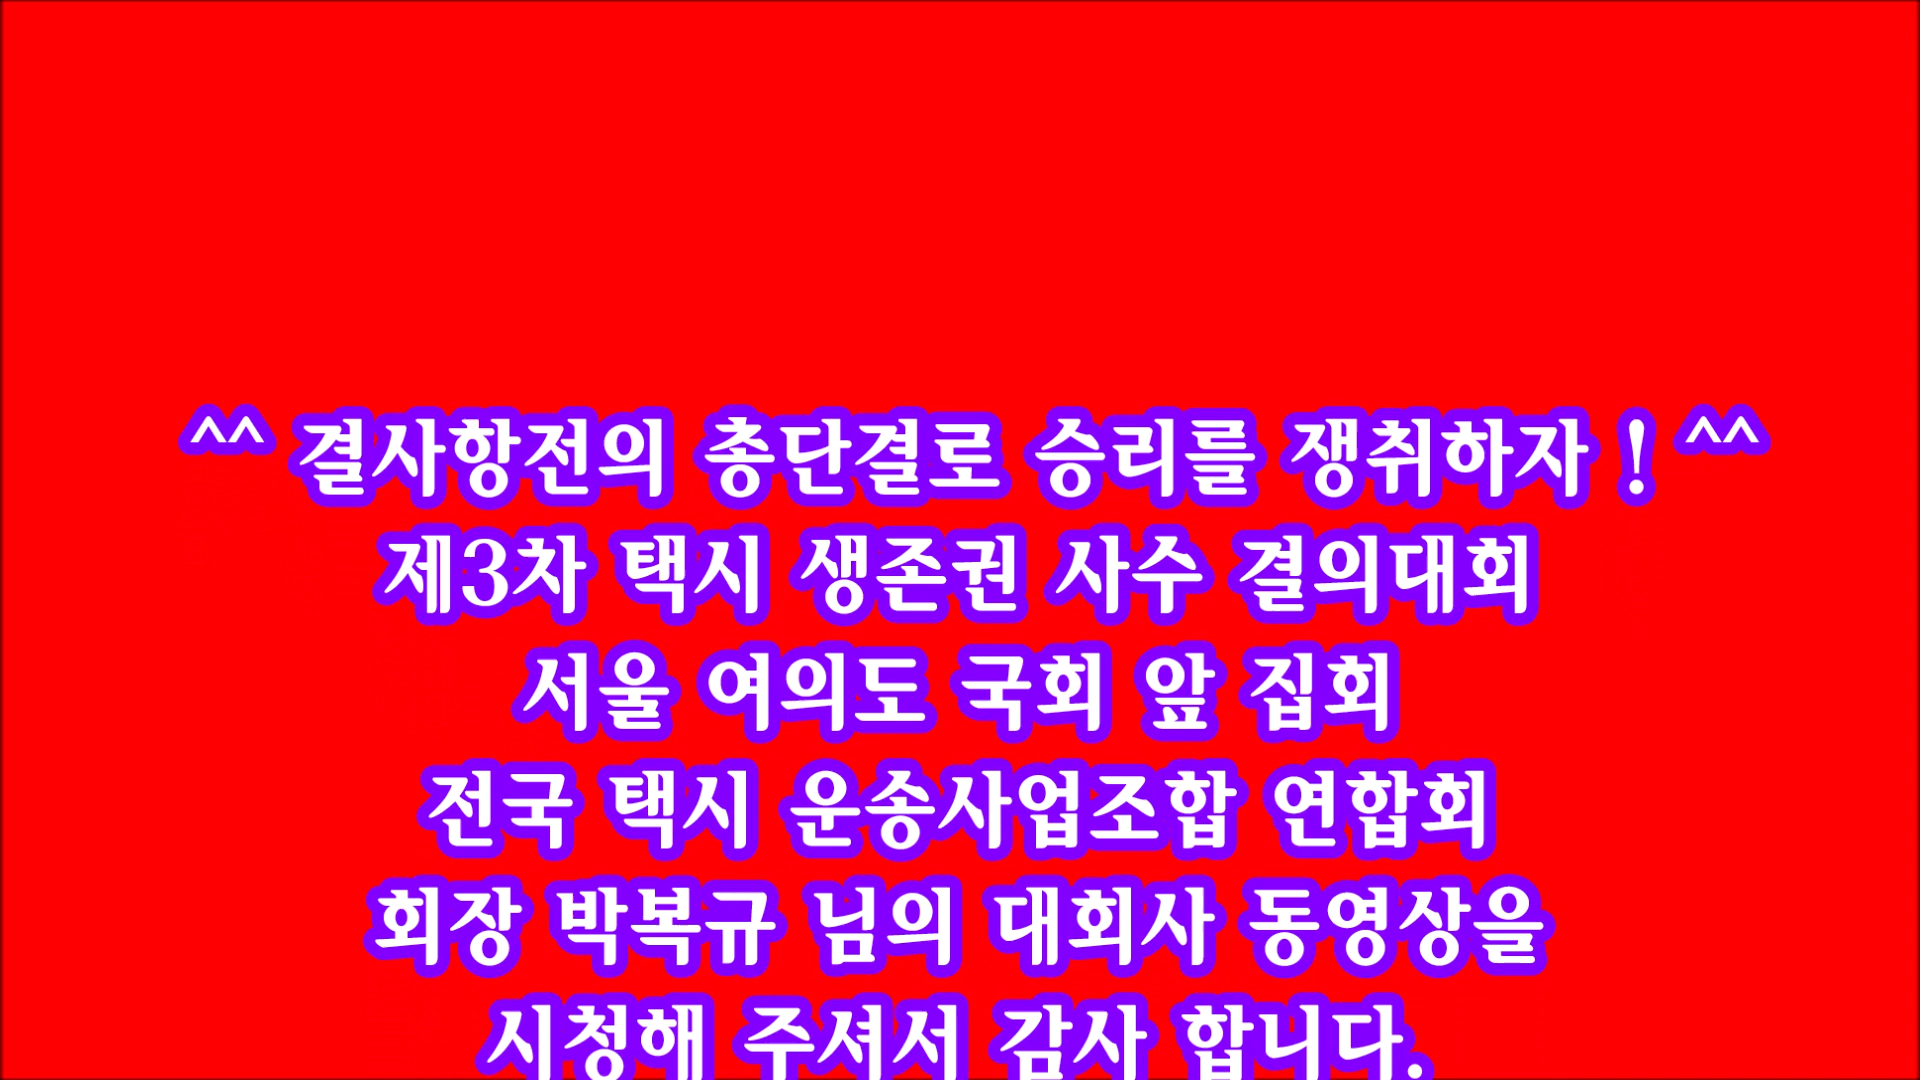 ^^ 결사항전의 총단결로 승리를 쟁취하자 ! ^^
제3차 택시 생존권 사수 결의대회
서울 여의도 국회 앞 집회
전국 택시 운송사업조합 연합회
회장 박복규 님의 대회사 동영상을
시청해 주셔서 감사 합니다.